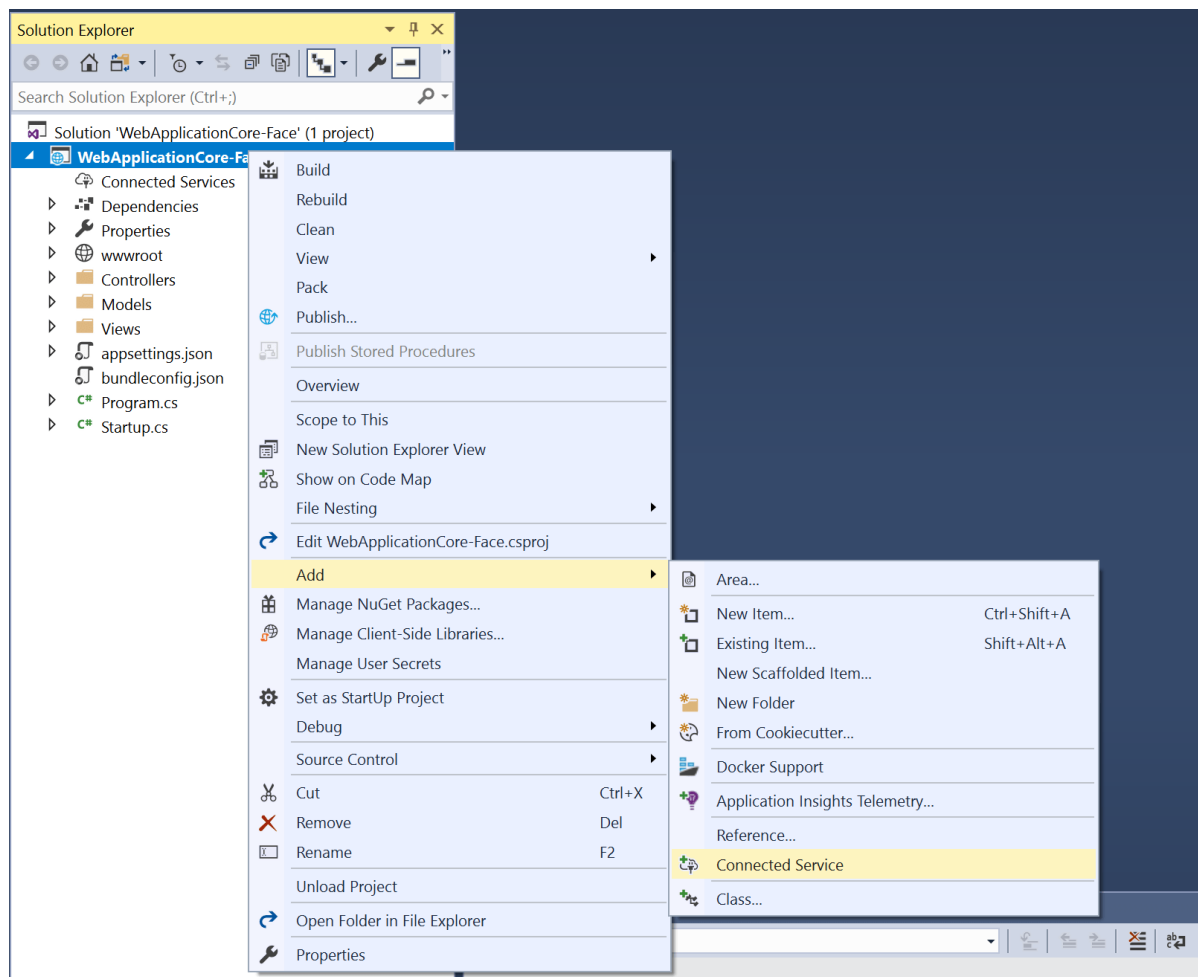 Solution Explorer
Search Solution Explorer (Ctrl+;)
Solution 'WebApplicationCore-Face' (1 project)
WebApplicationCore-Fa
Connected Services
Dependencies
Properties
wwwroot
Controllers
Models
Views
appsettings.json
bundleconfig.json
C# Program.cs
C# Startup.cs
Build
Rebuild
Clean
View
Pack
Publish...
Publish Stored Procedures
Overview
Scope to This
New Solution Explorer View
Show on Code Map
File Nesting
Edit WebApplicationCore-Face.csproj
Add
Manage NuGet Packages...
Manage Client-Side Libraries...
Manage User Secrets
Set as StartUp Project
Debug
Source Control
Cut Ctrl+X
Remove Del
Rename F2
Unload Project
Open Folder in File Explorer
Properties
Area...
New Item... Ctrl+Shift+A
Existing Item... Shift+Alt+A
New Scaffolded Item...
New Folder
From Cookiecutter...
Docker Support
Application Insights Telemetry...
Reference...
Connected Service
Class...